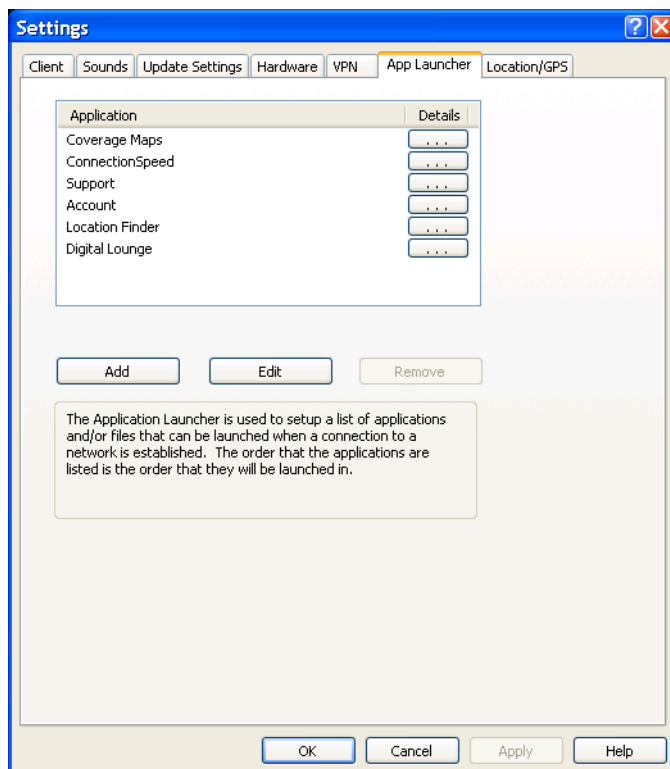 Settings
Client Sounds Update Settings Hardware VPN App Launcher Location/GPS
Application Details
Coverage Maps ...
ConnectionSpeed ...
Support ...
Account ...
Location Finder ...
Digital Lounge ...
Add Edit Remove
The Application Launcher is used to setup a list of applications
and/or files that can be launched when a connection to a
network is established. The order that the applications are
listed is the order that they will be launched in.
OK Cancel Apply Help